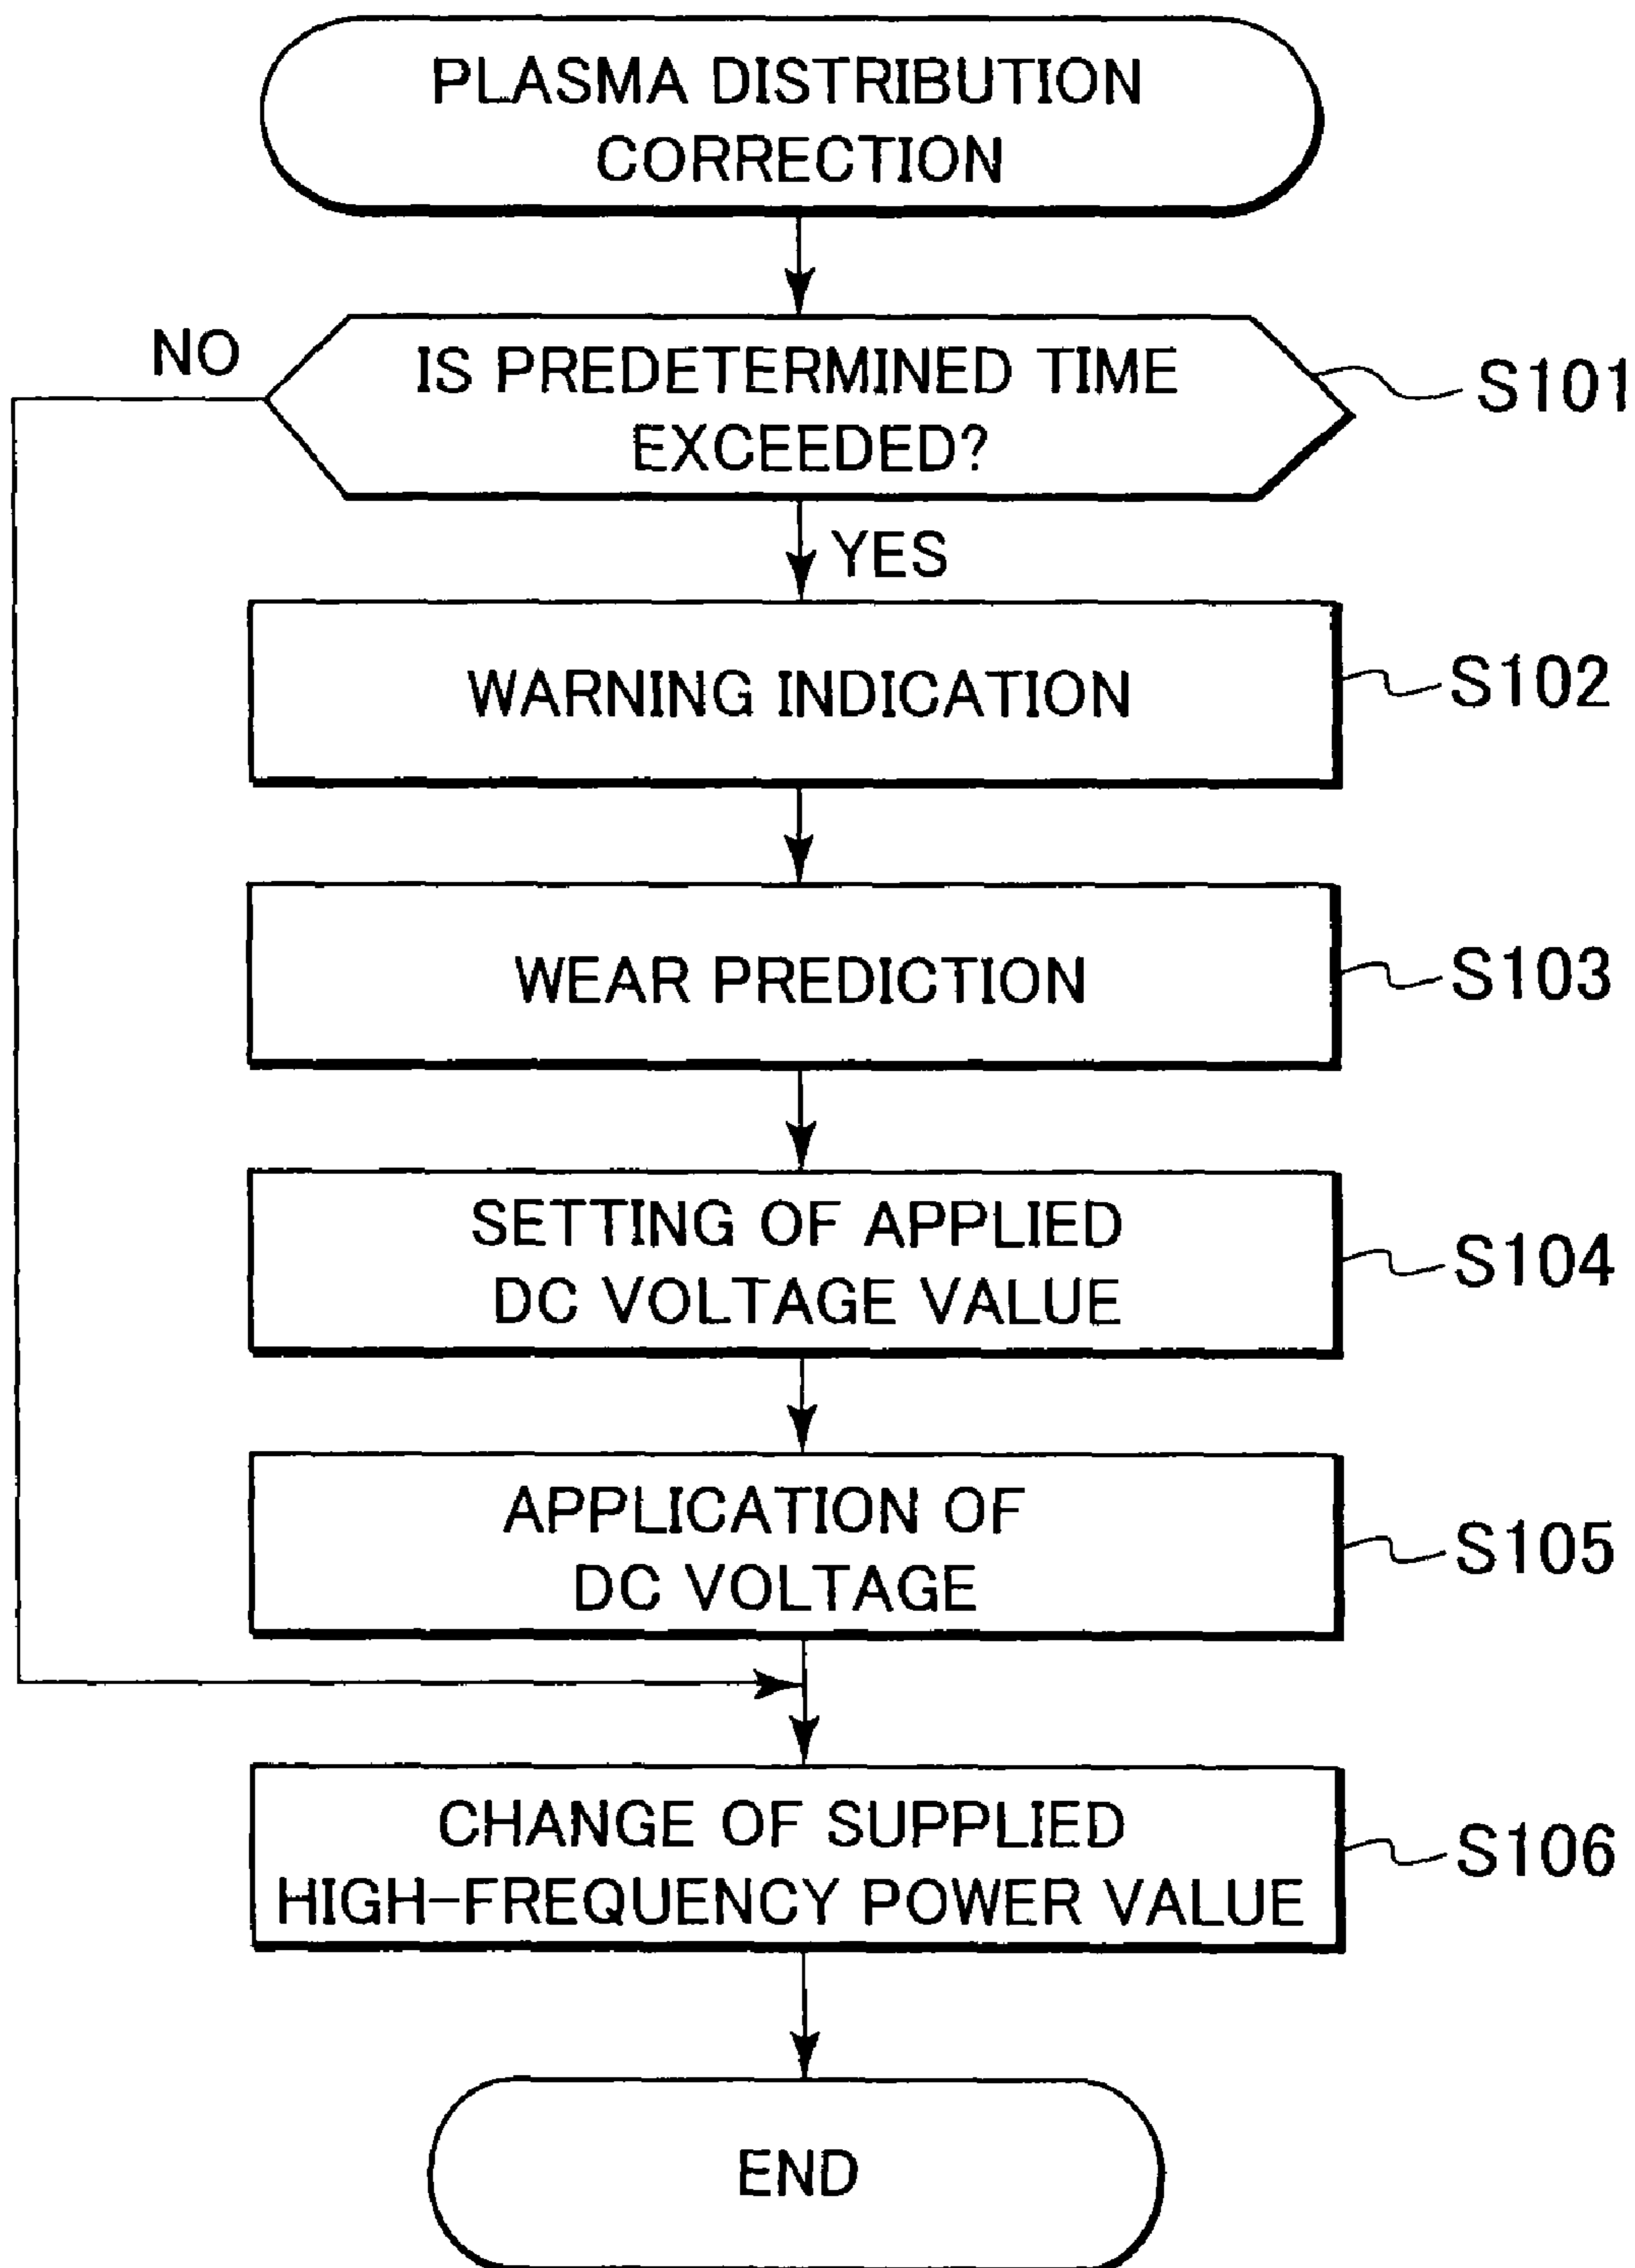 PLASMA DISTRIBUTION
CORRECTION
NO
IS PREDETERMINED TIME
EXCEEDED?
S101
YES
WARNING INDICATION
S102
WEAR PREDICTION
S103
SETTING OF APPLIED
DC VOLTAGE VALUE
S104
APPLICATION OF
DC VOLTAGE
S105
CHANGE OF SUPPLIED
HIGH-FREQUENCY POWER VALUE
S106
END